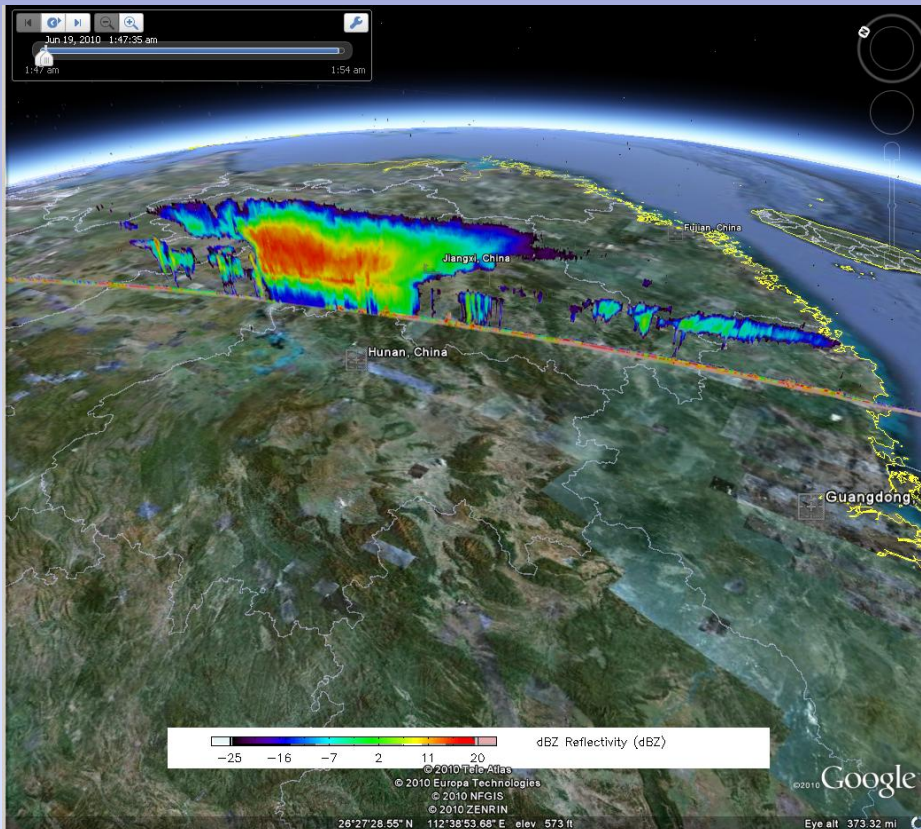 Jun 19, 2010 1:47:35 am
1:47 am
1:54 am
Fujian, China
Jiangxi, China
Hunan, China
Guangdong
−25 −16 −7 2 11 20
dBZ Reflectivity (dBZ)
© 2010 Tele Atlas
© 2010 Europa Technologies
© 2010 NFGIS
© 2010 ZENRIN
©2010 Google
26°27'28.55" N 112°38'53.68" E elev 573 ft
Eye alt 373.32 mi